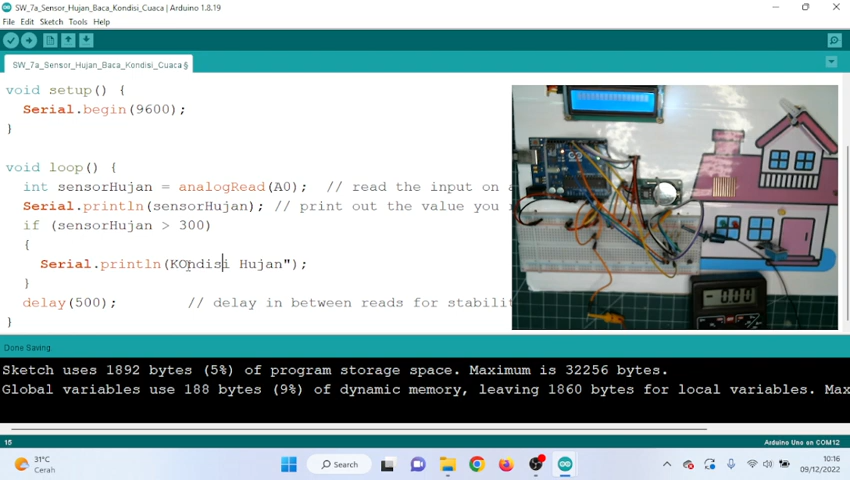 SW_7a_Sensor_Hujan_Baca_Kondisi_Cuaca | Arduino 1.8.19
File Edit Sketch Tools Help
SW_7a_Sensor_Hujan_Baca_Kondisi_Cuaca §
void setup() {
Serial.begin(9600);
}
void loop() {
int sensorHujan = analogRead(A0); // read the input on a
Serial.println(sensorHujan); // print out the value you r
if (sensorHujan > 300)
{
Serial.println(KOndisi Hujan");
}
delay(500); // delay in between reads for stabilit
}
Done Saving.
Sketch uses 1892 bytes (5%) of program storage space. Maximum is 32256 bytes.
Global variables use 188 bytes (9%) of dynamic memory, leaving 1860 bytes for local variables. Max
15
Arduino Uno on COM12
31°C
Cerah
Search
10:16
09/12/2022